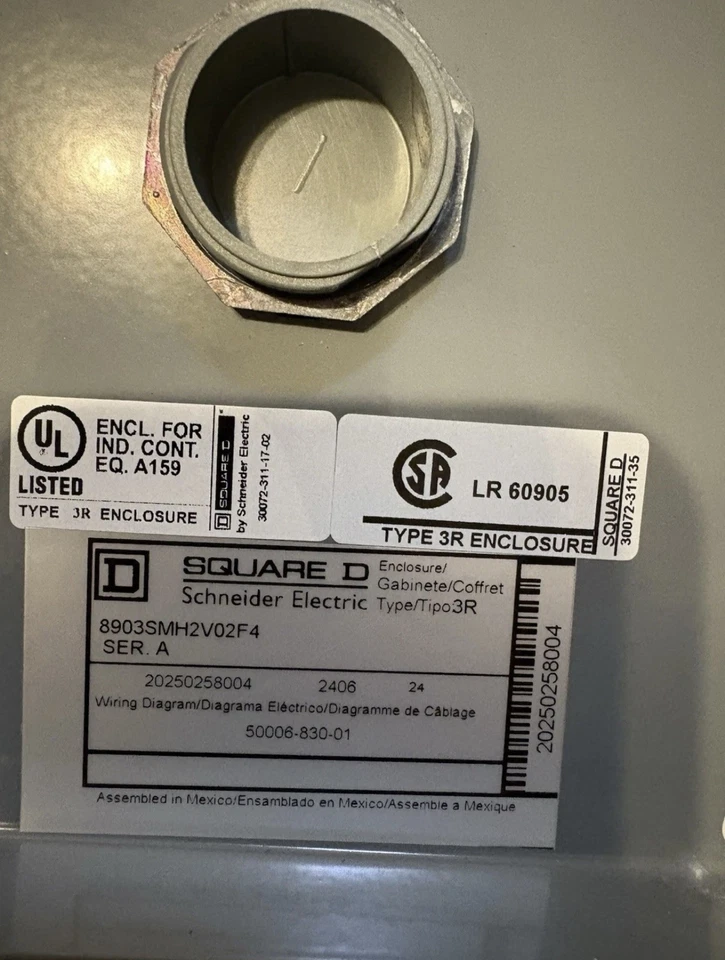 UL
LISTED
ENCL. FOR
IND. CONT.
EQ. A159
TYPE 3R ENCLOSURE
D SQUARE D
by Schneider Electric
30072-311-17-02
SA
LR 60905
TYPE 3R ENCLOSURE
SQUARE D
30072-311-35
D
SQUARE D
Schneider Electric
Enclosure/
Gabinete/Coffret
Type/Tipo3R
8903SMH2V02F4
SER. A
20250258004 2406 24
Wiring Diagram/Diagrama Eléctrico/Diagramme de Câblage
50006-830-01
20250258004
Assembled in Mexico/Ensamblado en Mexico/Assemble a Mexique